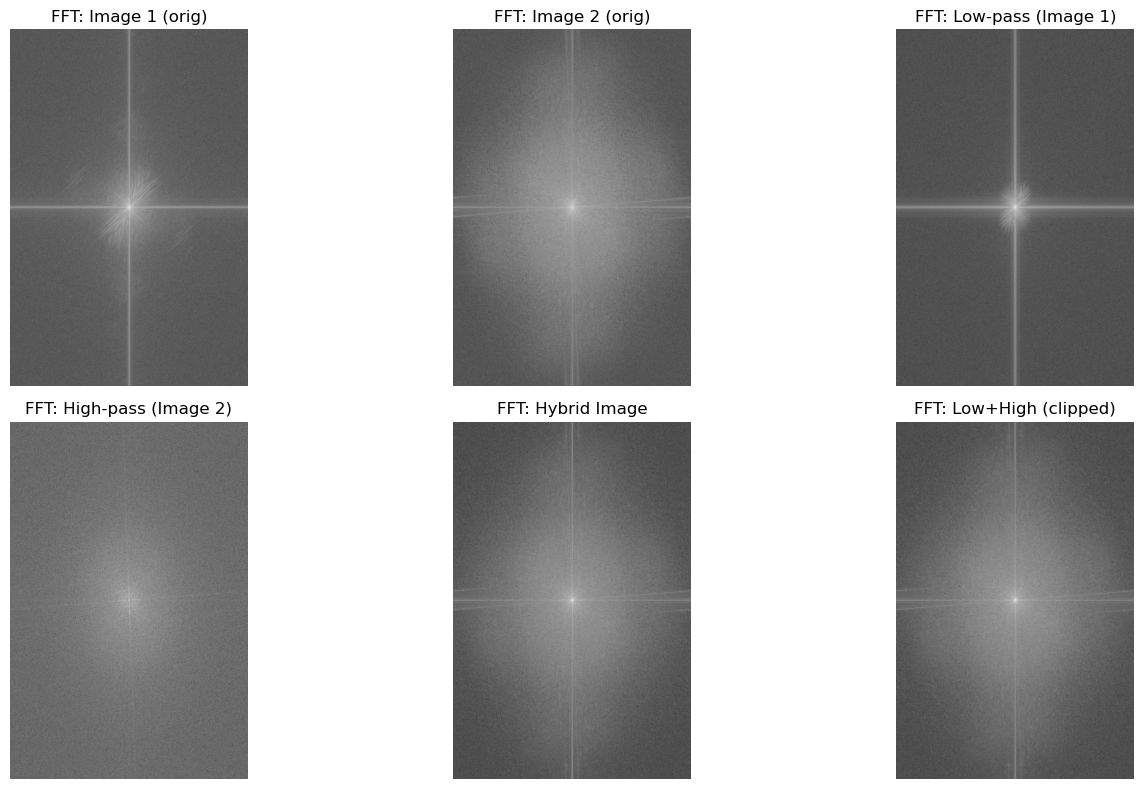 FFT: Image 1 (orig)
FFT: Image 2 (orig)
FFT: Low-pass (Image 1)
FFT: High-pass (Image 2)
FFT: Hybrid Image
FFT: Low+High (clipped)